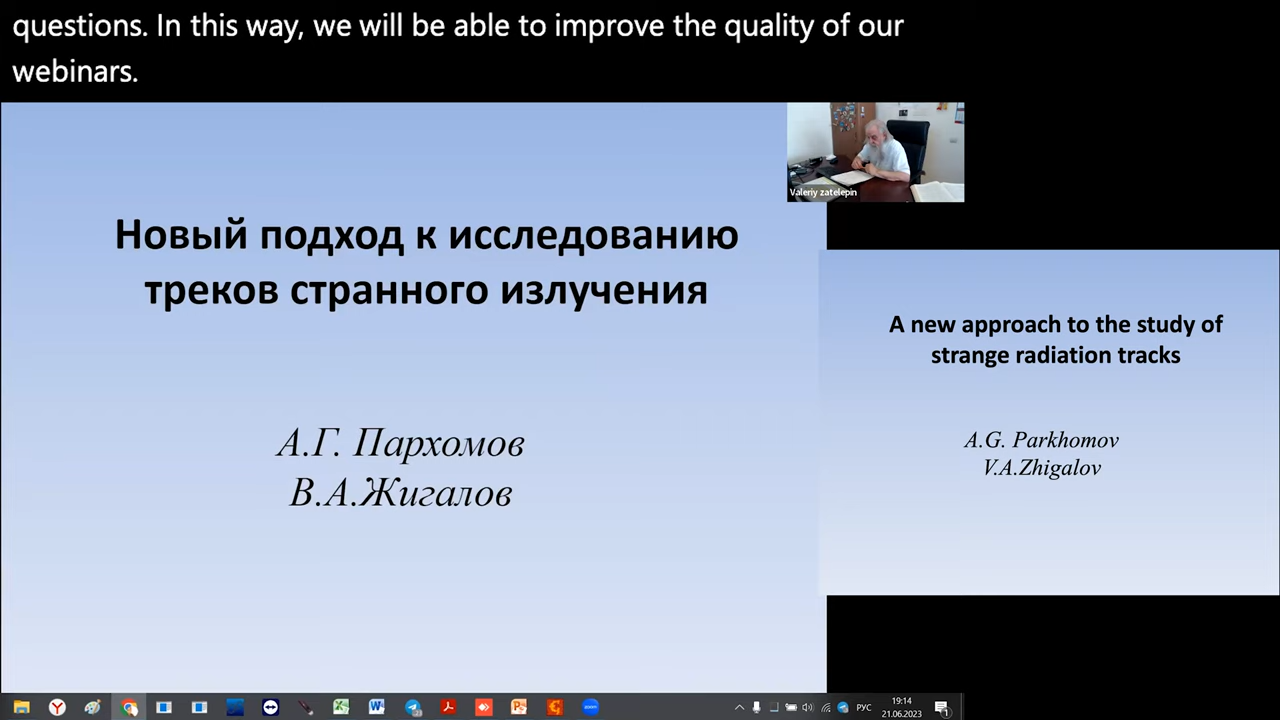 questions. In this way, we will be able to improve the quality of our
webinars.
Valeriy zatelepin
Новый подход к исследованию
треков странного излучения
А.Г. Пархомов
В.А.Жигалов
A new approach to the study of
strange radiation tracks
A.G. Parkhomov
V.A.Zhigalov
РУС
19:14
21.06.2023